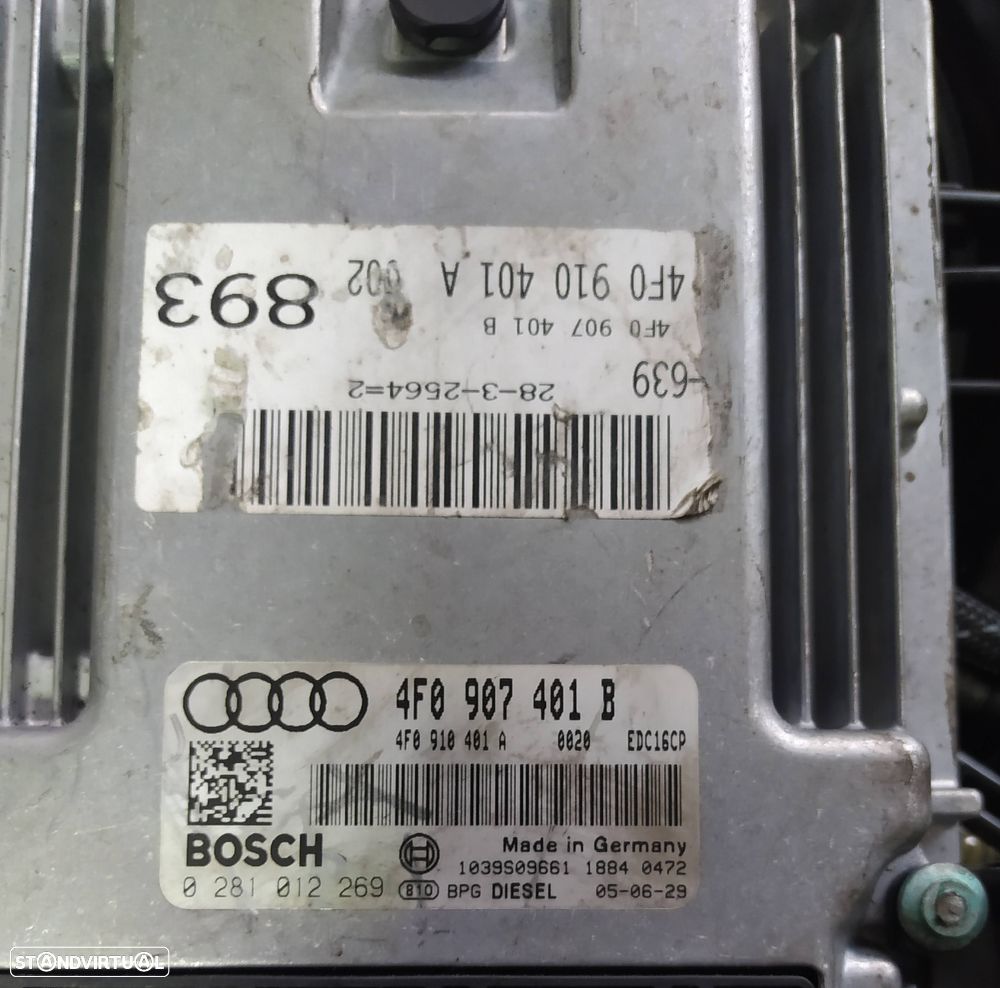 4F0 910 401 A 002
893
4F0 907 401 B
-639
28-3-2564=2
4F0 907 401 B
4F0 910 401 A 0020 EDC16CP
BOSCH
Made in Germany
1039S09661 1884 0472
0 281 012 269 810 BPG DIESEL 05-06-29
STANDVIRTUAL